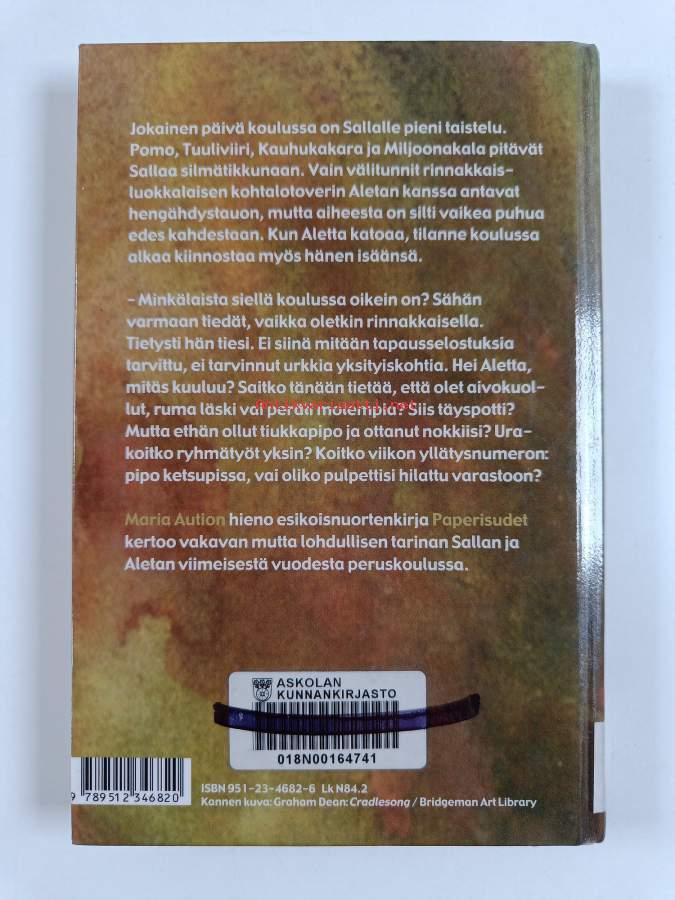 Jokainen päivä koulussa on Sallalle pieni taistelu.
Pomo, Tuuliviiri, Kauhukakara ja Miljoonakala pitävät
Sallaa silmätikkunaan. Vain välitunnit rinnakkais-
luokkalaisen kohtalotoverin Aletan kanssa antavat
hengähdystauon, mutta aiheesta on silti vaikea puhua
edes kahdestaan. Kun Aletta katoaa, tilanne koulussa
alkaa kiinnostaa myös hänen isäänsä.
– Minkälaista siellä koulussa oikein on? Sähän
varmaan tiedät, vaikka oletkin rinnakkaisella.
Tietysti hän tiesi. Ei siinä mitään tapausselostuksia
tarvittu, ei tarvinnut urkkia yksityiskohtia. Hei Aletta,
mitäs kuuluu? Saitko tänään tietää, että olet aivokuol-
lut, ruma läski vai peräti molempia? Siis täyspotti?
Antikvariaatti.net
Mutta ethän ollut tiukkapipo ja ottanut nokkiisi? Ura-
koitko ryhmätyöt yksin? Koitko viikon yllätysnumeron:
pipo ketsupissa, vai oliko pulpettisi hilattu varastoon?
Maria Aution hieno esikoisnuortenkirja Paperisudet
kertoo vakavan mutta lohdullisen tarinan Sallan ja
Aletan viimeisestä vuodesta peruskoulussa.
ASKOLAN
KUNNANKIRJASTO
018N00164741
9 789512 346820
ISBN 951-23-4682-6 Lk N84.2
Kannen kuva: Graham Dean: Cradlesong / Bridgeman Art Library